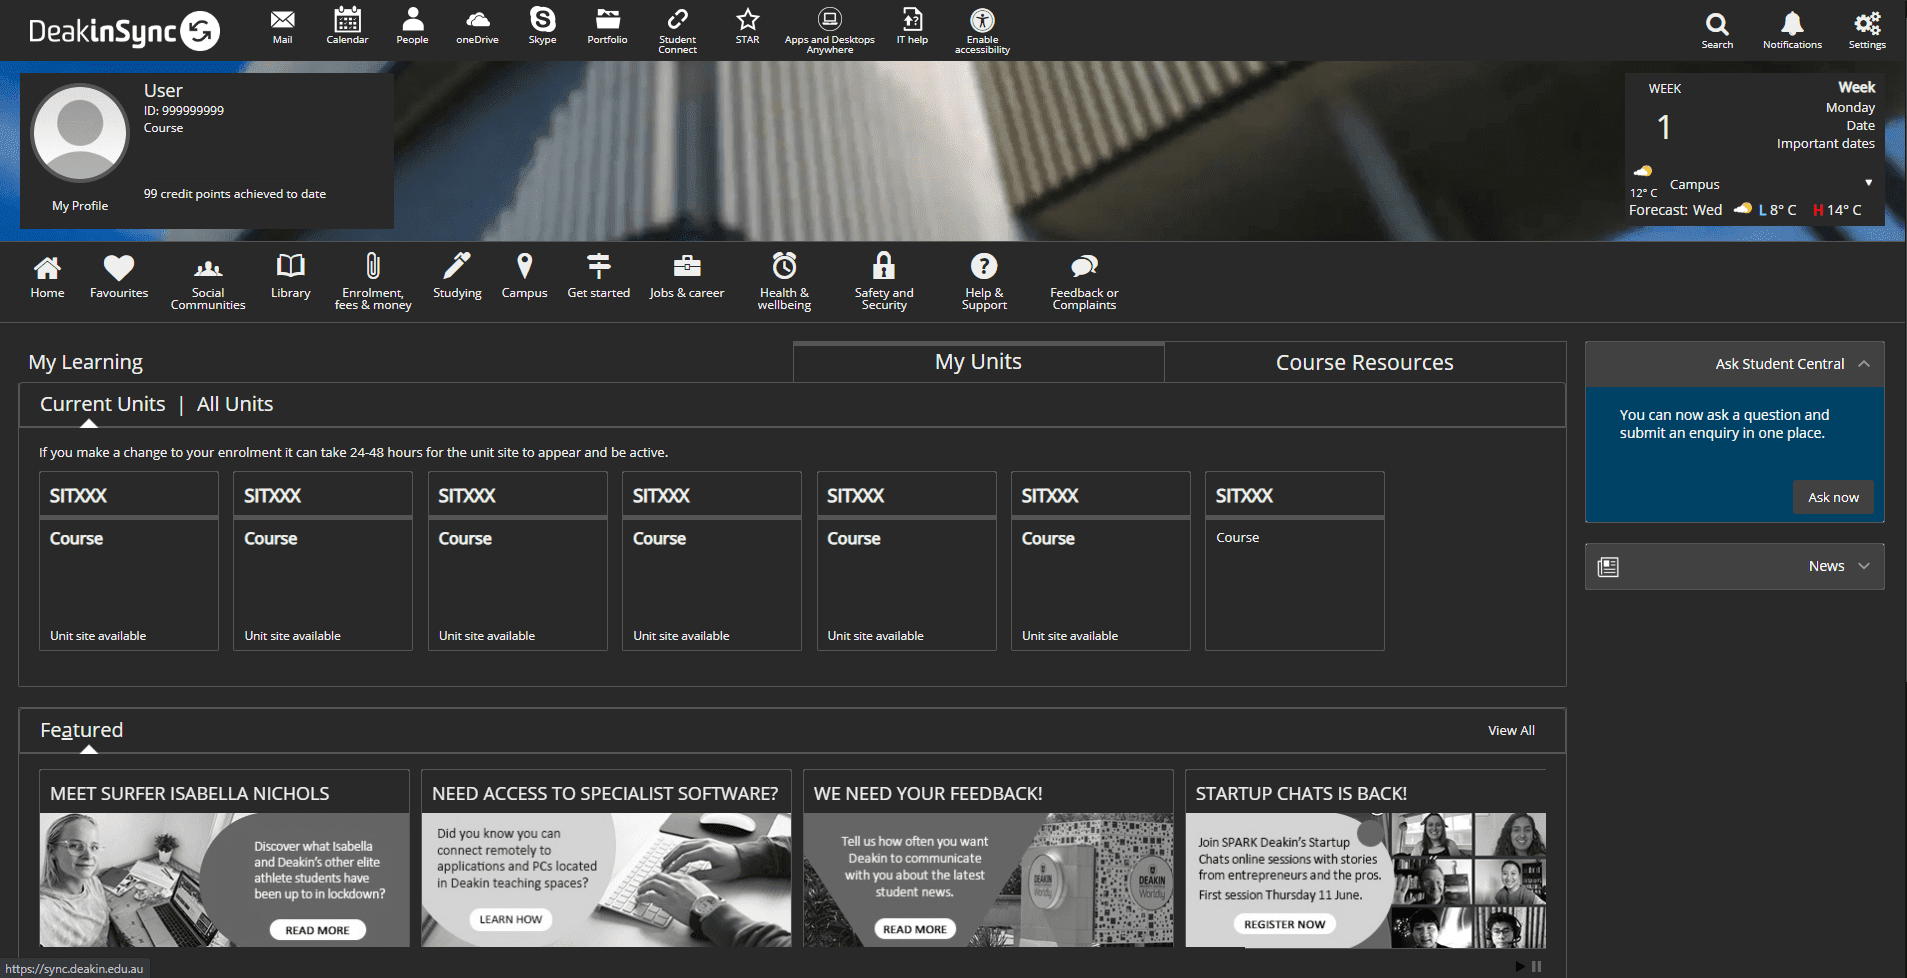 DeakinSync
Mail
Calendar
People
oneDrive
Skype
Portfolio
Student
Connect
STAR
Apps and Desktops
Anywhere
IT help
Enable
accessibility
Search
Notifications
Settings
User
ID: 999999999
Course
99 credit points achieved to date
My Profile
WEEK
1
Week
Monday
Date
Important dates
12° C
Campus
Forecast: Wed
L 8° C
H 14° C
Home
Favourites
Social
Communities
Library
Enrolment,
fees & money
Studying
Campus
Get started
Jobs & career
Health &
wellbeing
Safety and
Security
Help &
Support
Feedback or
Complaints
My Learning
My Units
Course Resources
Current Units | All Units
If you make a change to your enrolment it can take 24-48 hours for the unit site to appear and be active.
SITXXX
Course
Unit site available
SITXXX
Course
Unit site available
SITXXX
Course
Unit site available
SITXXX
Course
Unit site available
SITXXX
Course
Unit site available
SITXXX
Course
Unit site available
SITXXX
Course
Ask Student Central
You can now ask a question and
submit an enquiry in one place.
Ask now
News
Featured
View All
MEET SURFER ISABELLA NICHOLS
Discover what Isabella
and Deakin's other elite
athlete students have
been up to in lockdown?
READ MORE
NEED ACCESS TO SPECIALIST SOFTWARE?
Did you know you can
connect remotely to
applications and PCs located
in Deakin teaching spaces?
LEARN HOW
WE NEED YOUR FEEDBACK!
Tell us how often you want
Deakin to communicate
with you about the latest
student news.
READ MORE
DEAKIN
Worldly
DEAKIN
Worldly
STARTUP CHATS IS BACK!
Join SPARK Deakin's Startup
Chats online sessions with stories
from entrepreneurs and the pros.
First session Thursday 11 June.
REGISTER NOW
https://sync.deakin.edu.au